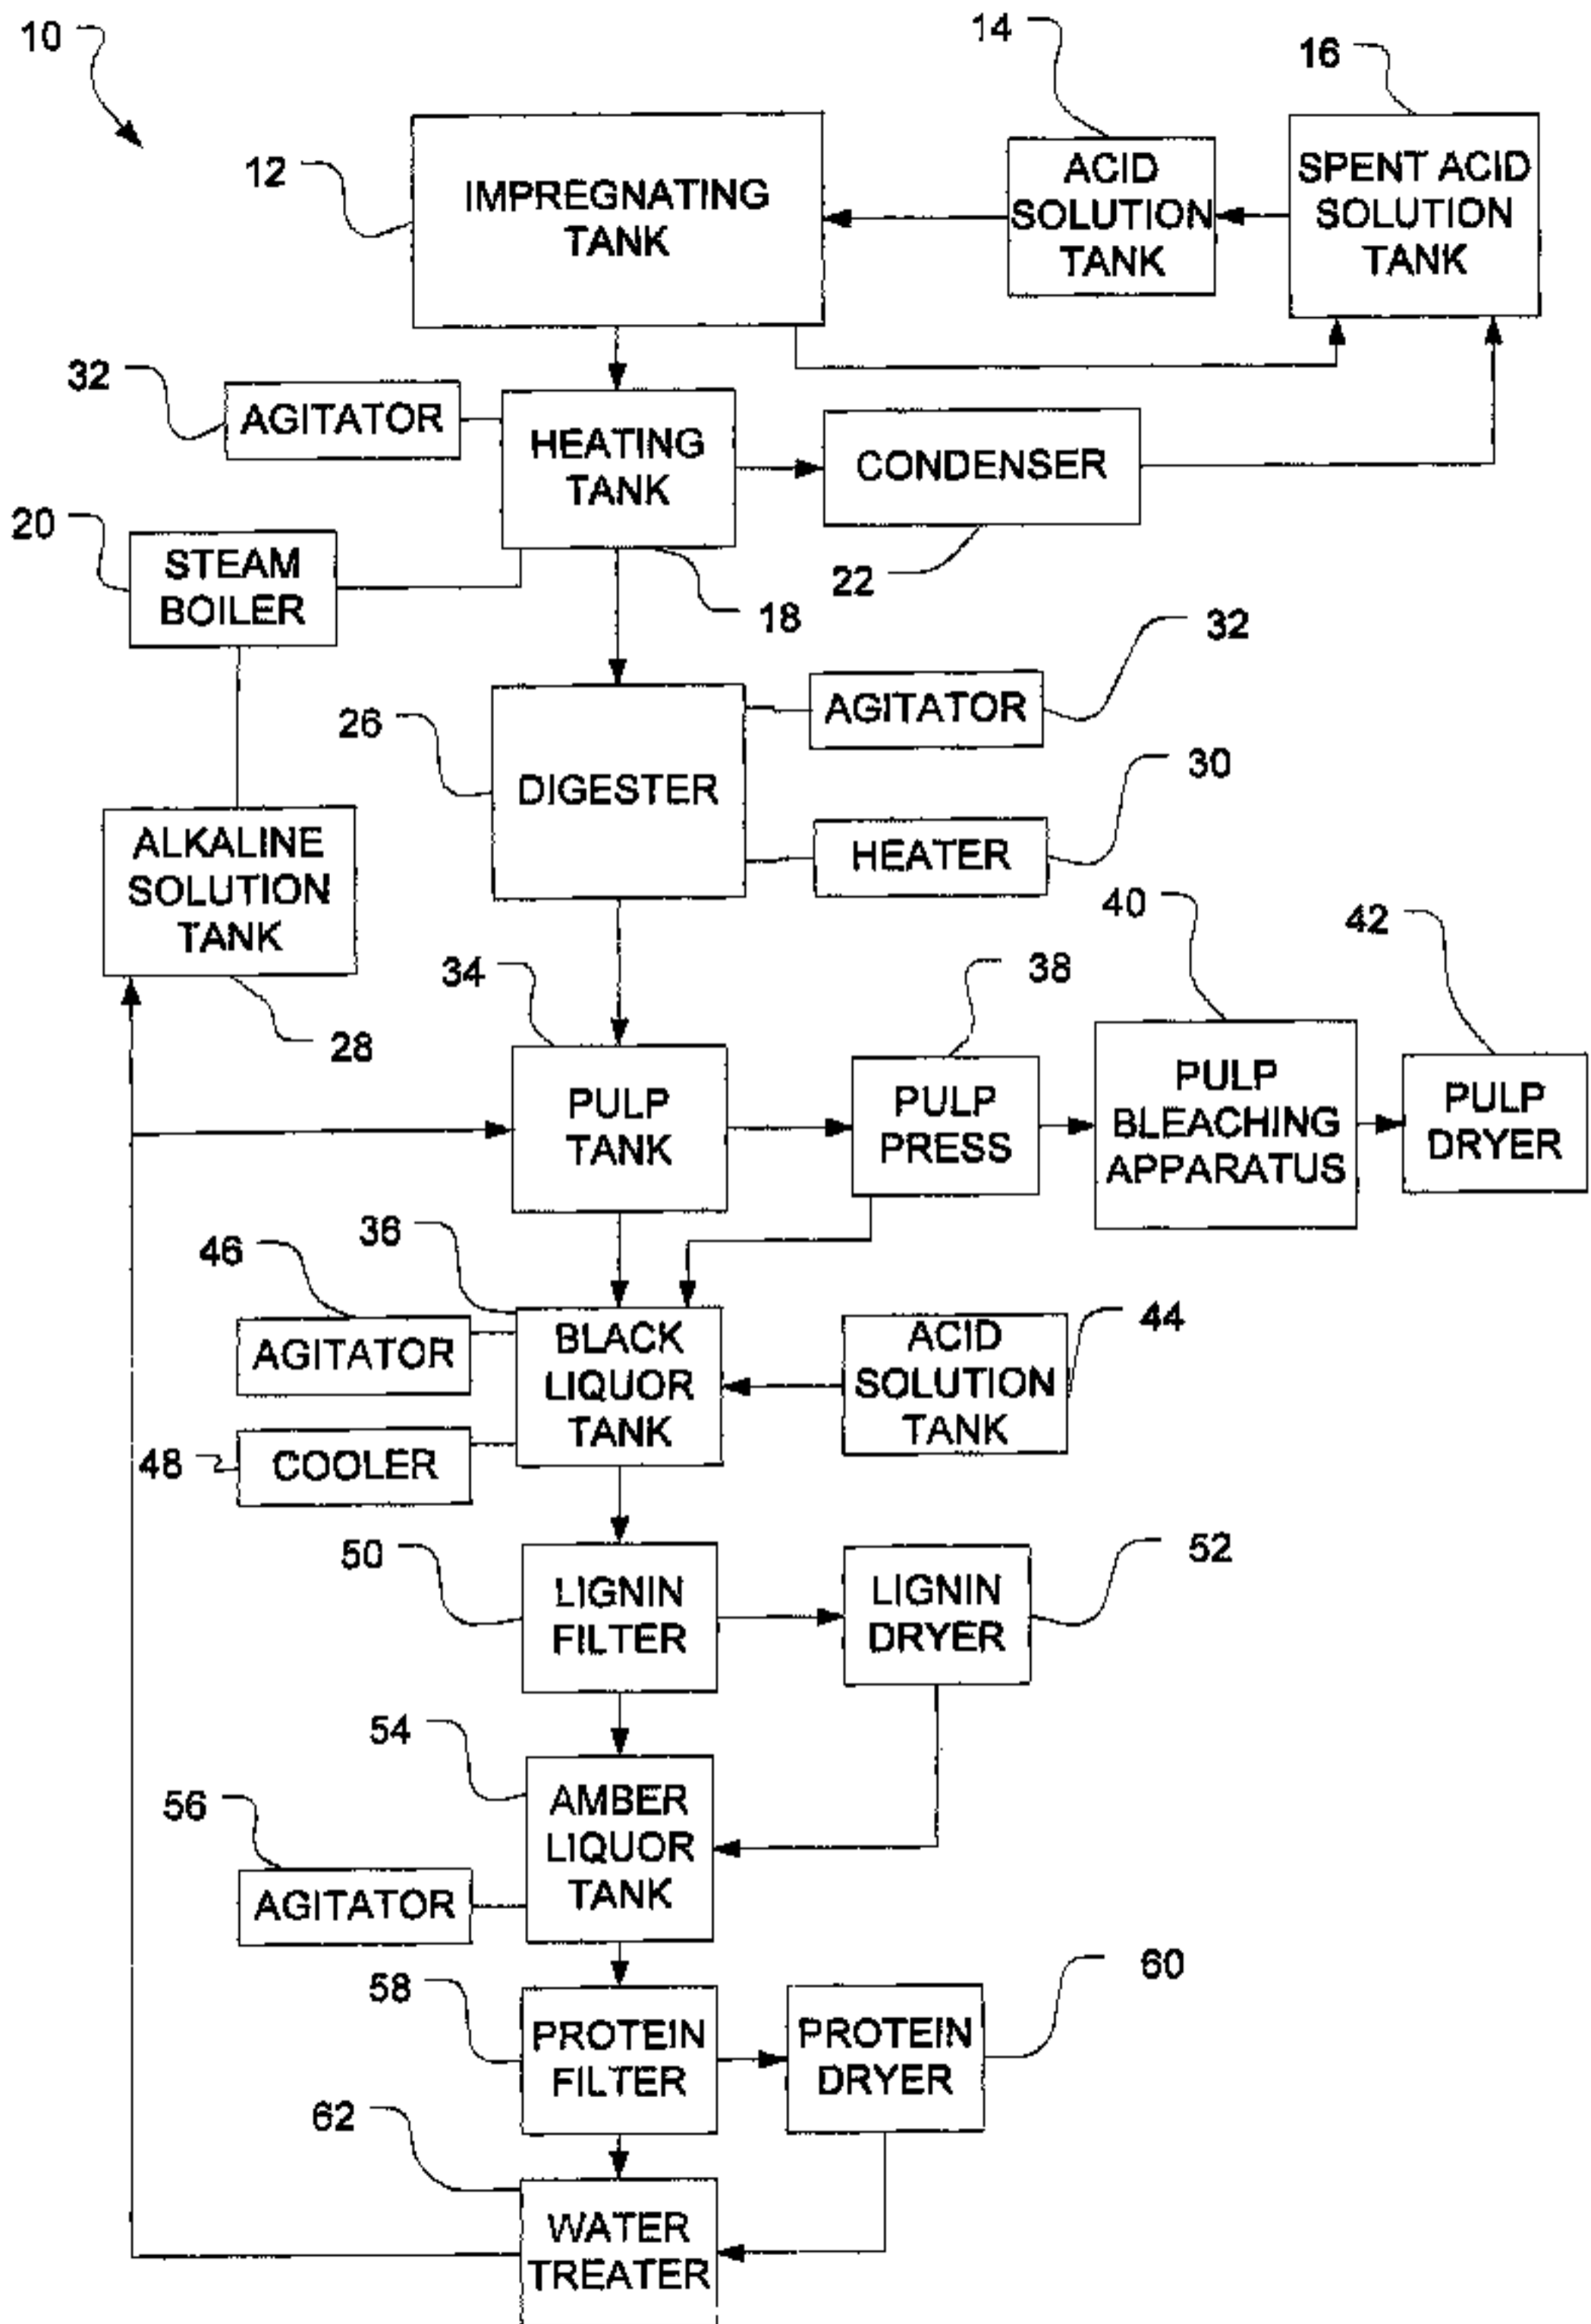 10
14
16
12
IMPREGNATING
TANK
ACID
SOLUTION
TANK
SPENT ACID
SOLUTION
TANK
32
AGITATOR
HEATING
TANK
CONDENSER
20
STEAM
BOILER
22
18
32
26
DIGESTER
AGITATOR
30
HEATER
ALKALINE
SOLUTION
TANK
28
34
38
40
42
PULP
TANK
PULP
PRESS
PULP
BLEACHING
APPARATUS
PULP
DRYER
36
46
AGITATOR
BLACK
LIQUOR
TANK
ACID
SOLUTION
TANK
44
48
COOLER
50
LIGNIN
FILTER
LIGNIN
DRYER
52
54
AMBER
LIQUOR
TANK
56
AGITATOR
58
PROTEIN
FILTER
PROTEIN
DRYER
60
62
WATER
TREATER